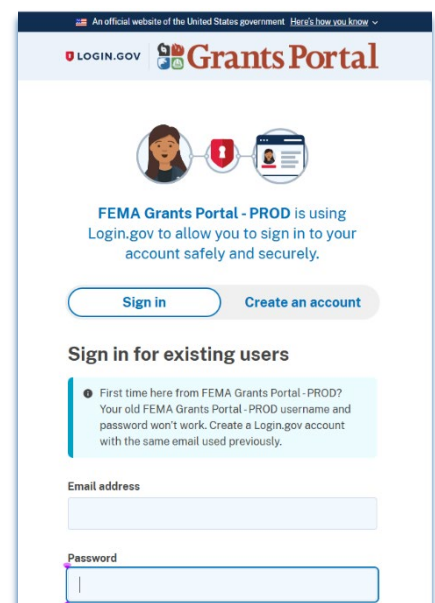 An official website of the United States government Here's how you know
LOGIN.GOV Grants Portal
FEMA Grants Portal - PROD is using
Login.gov to allow you to sign in to your
account safely and securely.
Sign in Create an account
Sign in for existing users
First time here from FEMA Grants Portal - PROD?
Your old FEMA Grants Portal - PROD username and
password won't work. Create a Login.gov account
with the same email used previously.
Email address
Password